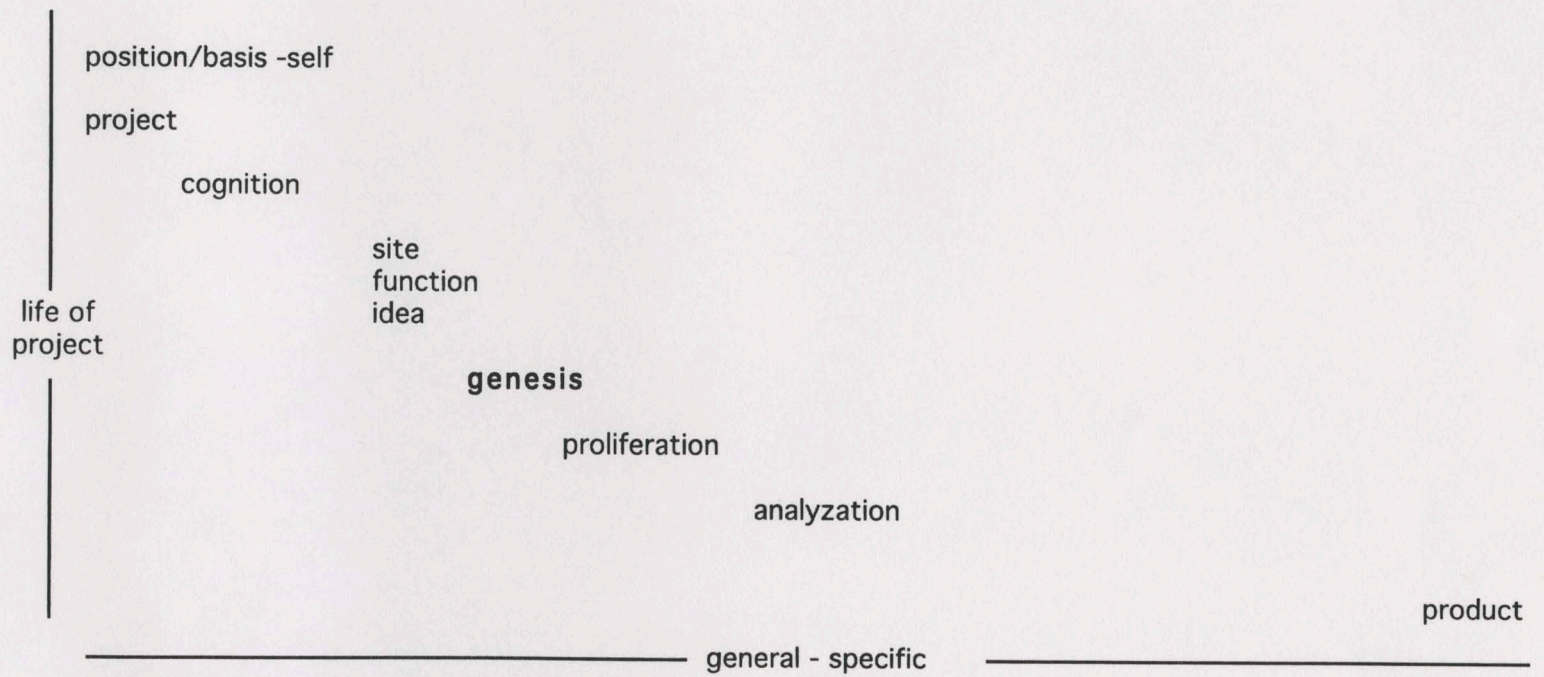 position/basis -self
project
cognition
site
function
idea
life of
project
genesis
proliferation
analyzation
product
general - specific